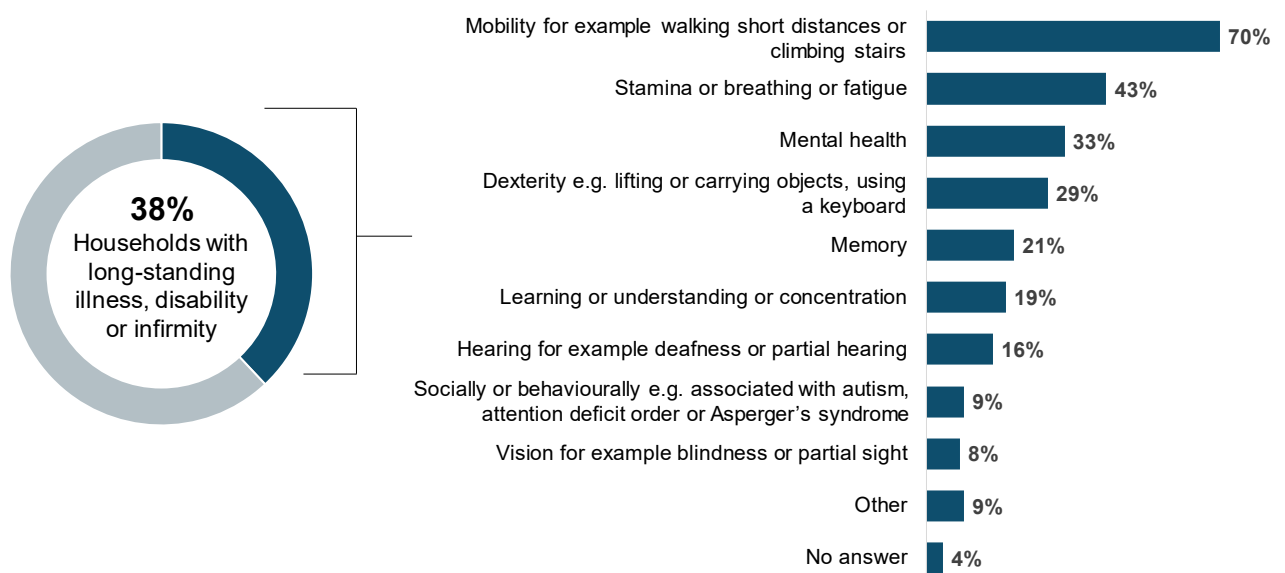 38%
Households with
long-standing
illness, disability
or infirmity
Mobility for example walking short distances or
climbing stairs
70%
Stamina or breathing or fatigue
43%
Mental health
33%
Dexterity e.g. lifting or carrying objects, using
a keyboard
29%
Memory
21%
Learning or understanding or concentration
19%
Hearing for example deafness or partial hearing
16%
Socially or behaviourally e.g. associated with autism,
attention deficit order or Asperger’s syndrome
9%
Vision for example blindness or partial sight
8%
Other
9%
No answer
4%